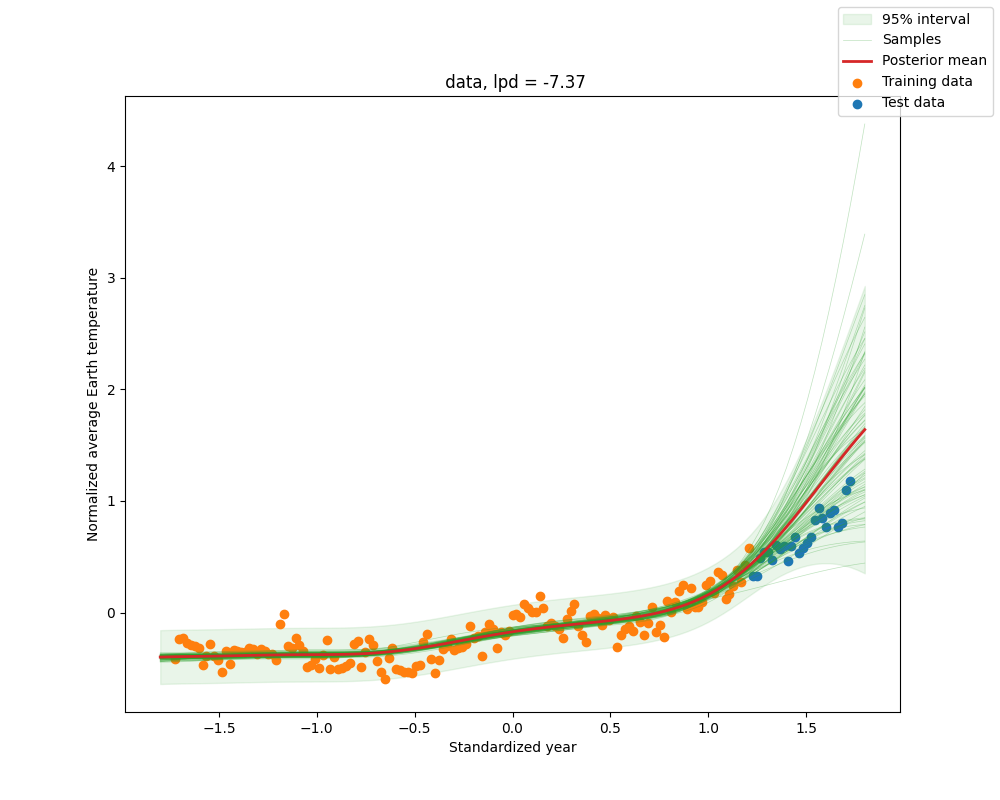 95% interval
Samples
Posterior mean
Training data
Test data
data, lpd = -7.37
Normalized average Earth temperature
4
3
2
1
0
−1.5
−1.0
−0.5
0.0
0.5
1.0
1.5
Standardized year